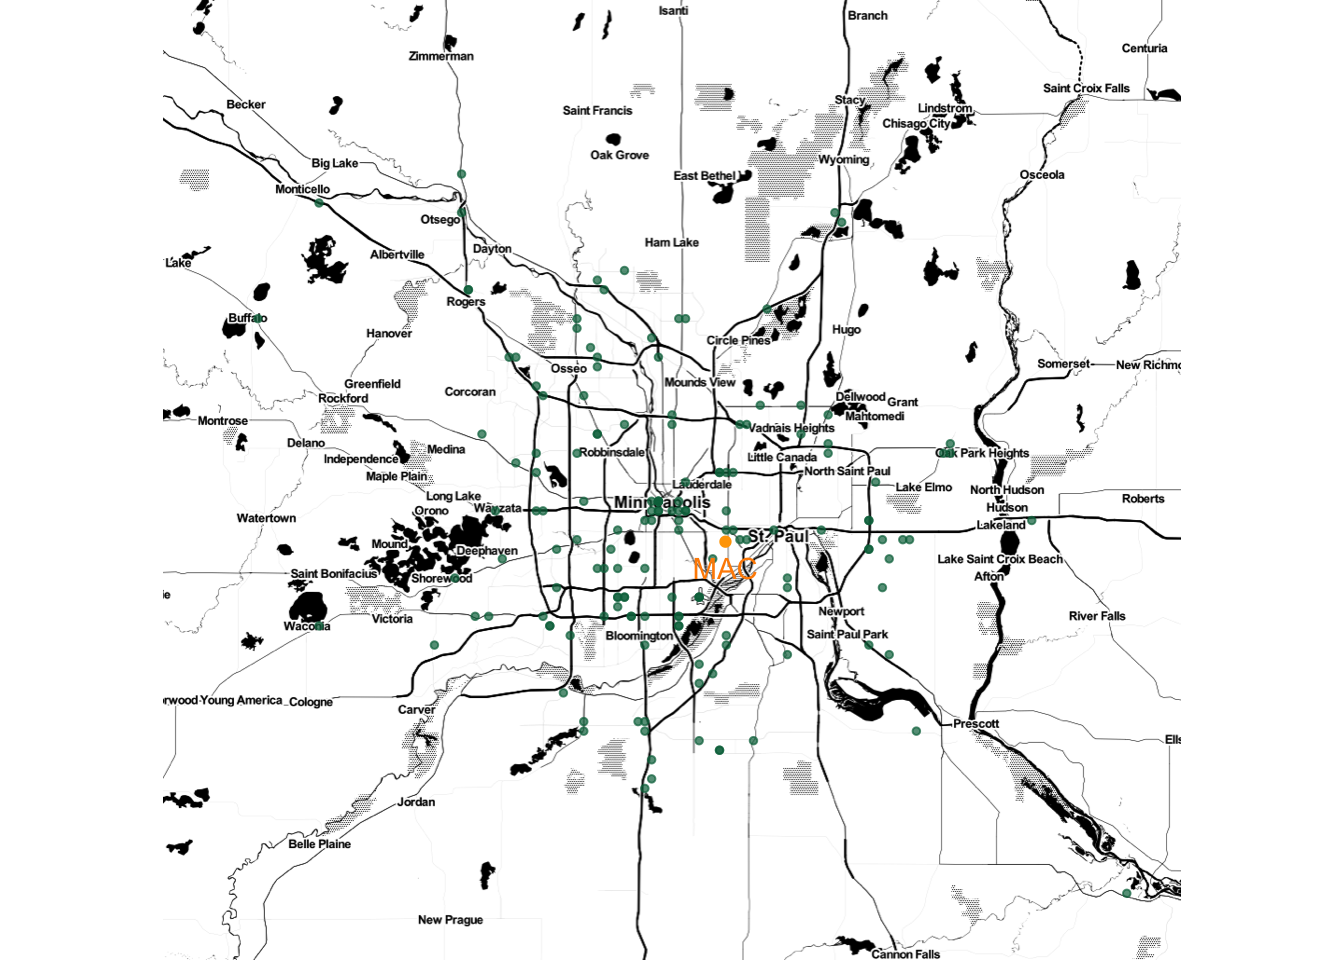 Isanti
Branch
Zimmerman
Centuria
Saint Croix Falls
Becker
Saint Francis
Stacy
Lindstrom
Chisago City
Big Lake
Oak Grove
Wyoming
Monticello
East Bethel
Osceola
Otsego
Ham Lake
Albertville
Dayton
Lake
Rogers
Buffalo
Hanover
Circle Pines
Hugo
Osseo
Somerset
New Richmo
Greenfield
Corcoran
Mounds View
Rockford
Dellwood
Grant
Mahtomedi
Montrose
Vadnais Heights
Delano
Medina
Robbinsdale
Little Canada
Oak Park Heights
Independence
North Saint Paul
Maple Plain
Lauderdale
Lake Elmo
North Hudson
Long Lake
Minneapolis
Roberts
Orono
Wayzata
Hudson
Watertown
Lakeland
St. Paul
Mound
Deephaven
Lake Saint Croix Beach
Saint Bonifacius
Shorewood
MAC
Afton
ie
Victoria
Newport
River Falls
Waconia
Bloomington
Saint Paul Park
rwood Young America
Cologne
Carver
Prescott
Ells
Jordan
Belle Plaine
New Prague
Cannon Falls